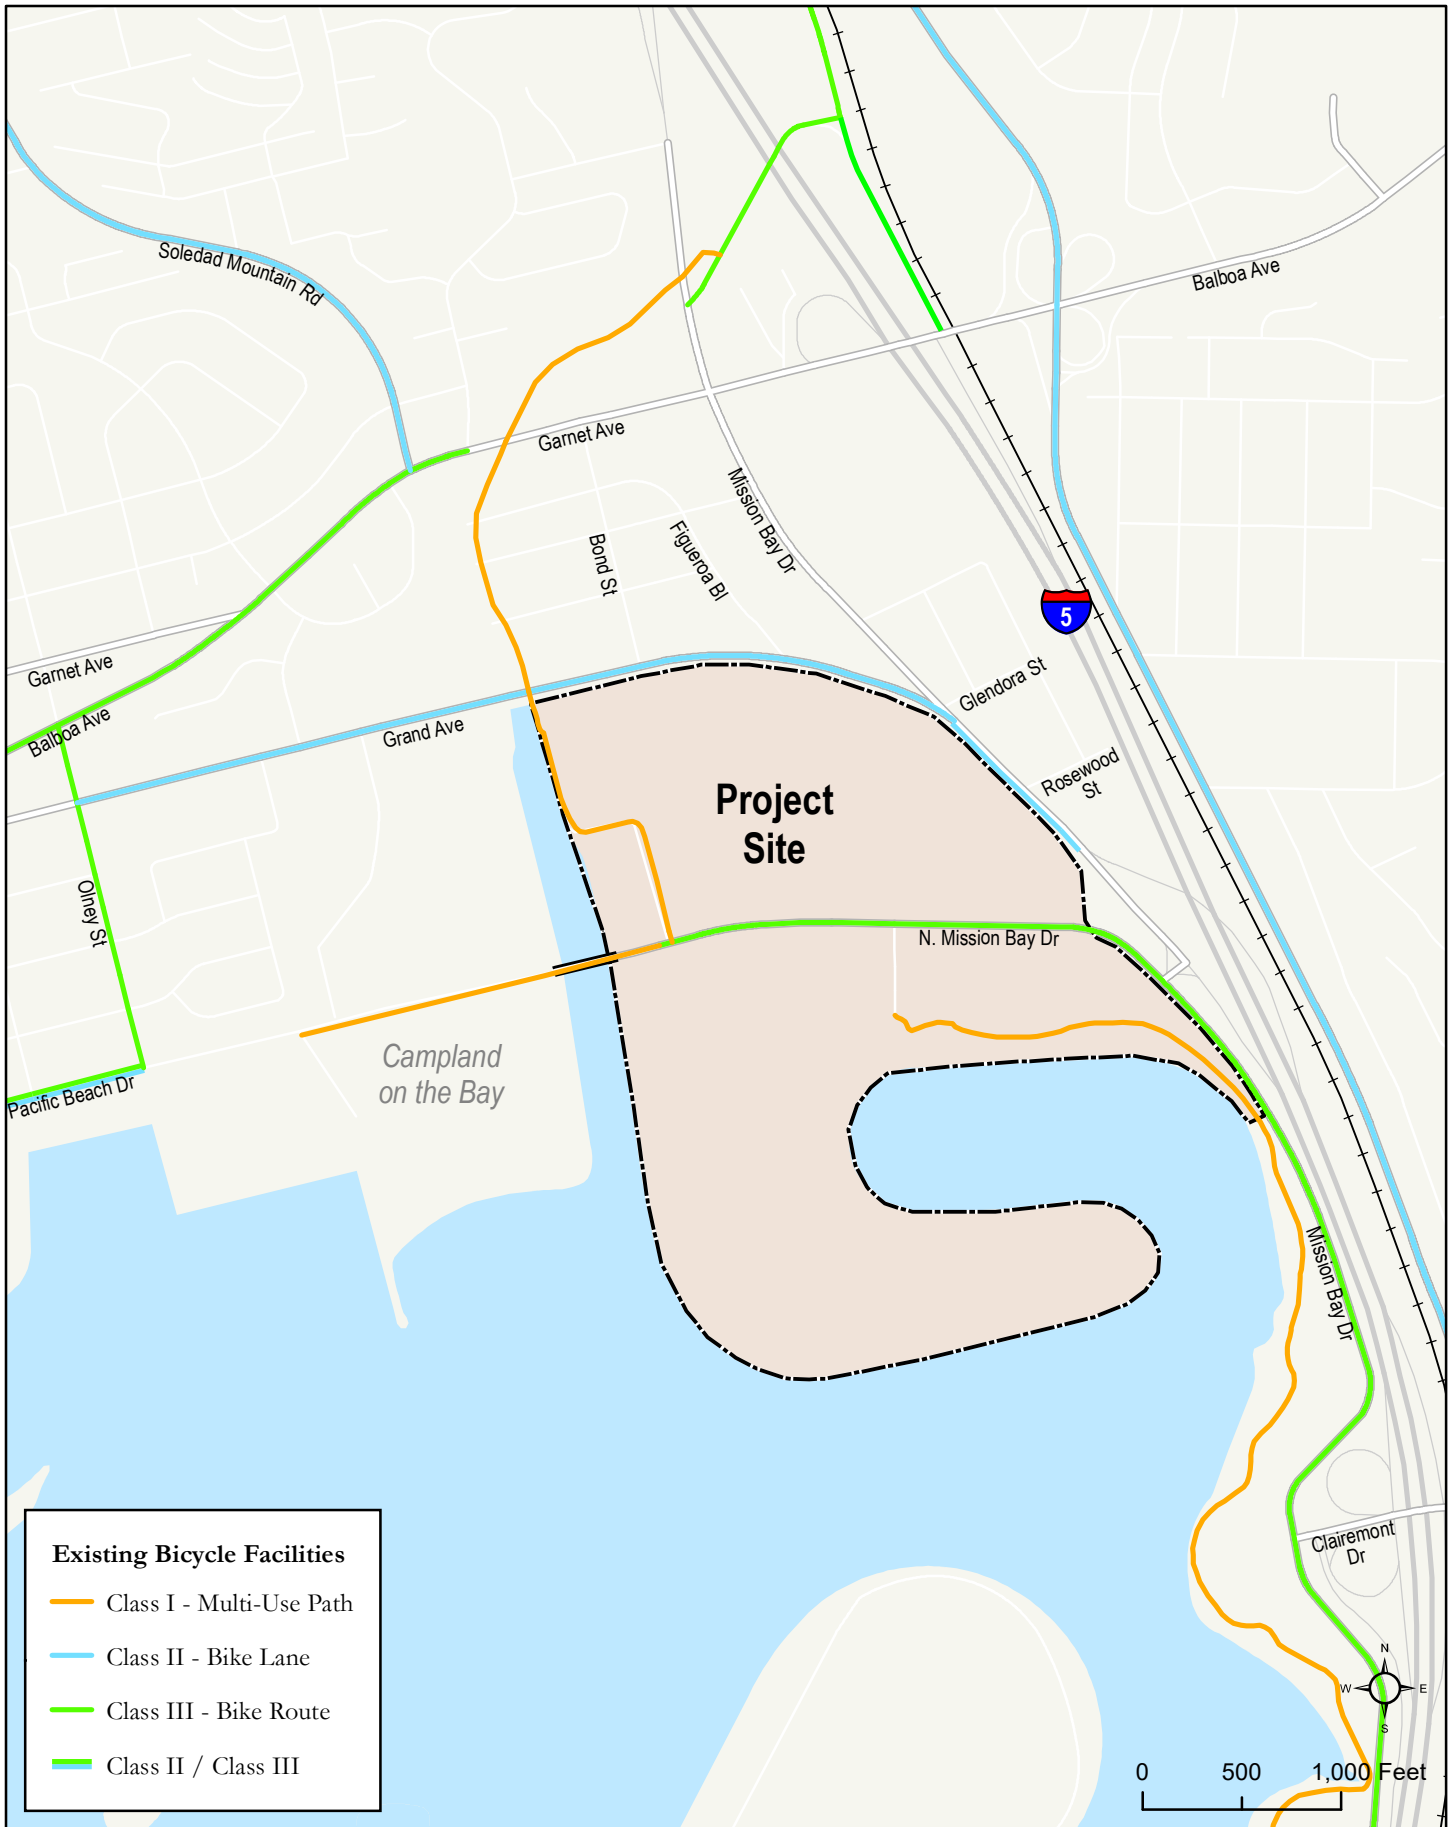 Soledad Mountain Rd
Balboa Ave
Garnet Ave
Mission Bay Dr
Bond St
Figueroa Bl
5
Garnet Ave
Glendora St
Balboa Ave
Grand Ave
Rosewood
St
Project
Site
Olney St
N. Mission Bay Dr
Campland
on the Bay
Pacific Beach Dr
Mission Bay Dr
Clairemont
Dr
Existing Bicycle Facilities
Class I - Multi-Use Path
Class II - Bike Lane
Class III - Bike Route
Class II / Class III
N
W
E
S
0 500 1,000 Feet